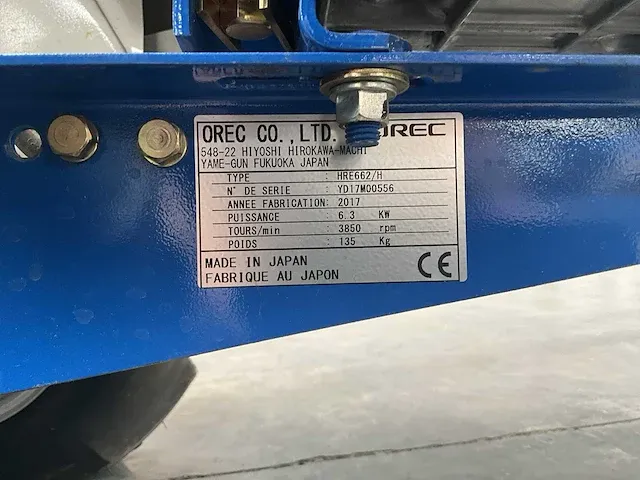 OREC CO.,LTD. OREC
548-22 HIYOSHI HIROKAWA-MACHI
YAME-GUN FUKUOKA JAPAN
TYPE : HRE662/H
N° DE SERIE : YD17M00556
ANNEE FABRICATION: 2017
PUISSANCE : 6.3 KW
TOURS/min : 3850 rpm
POIDS : 135 Kg
MADE IN JAPAN
FABRIQUE AU JAPON
CE